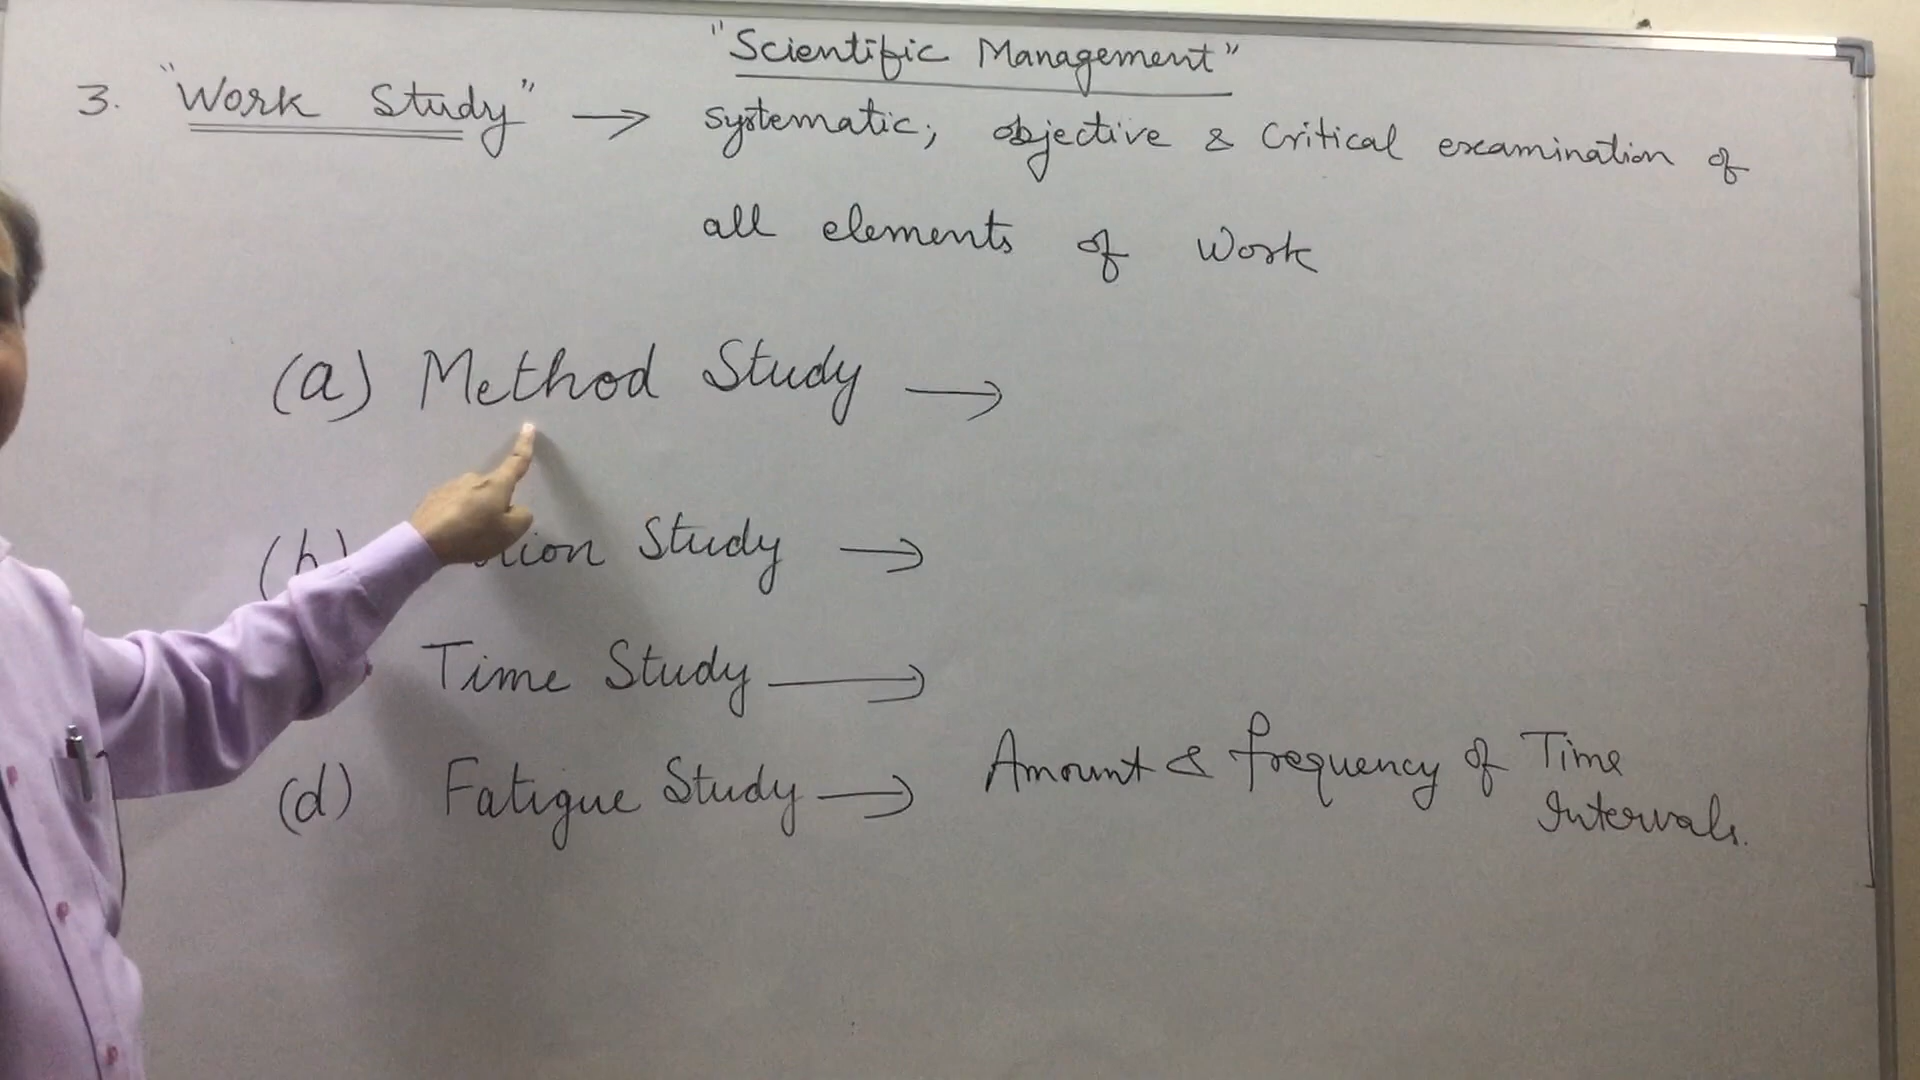 "Scientific Management"
3. "Work Study" → systematic, objective & Critical examination of
all elements of Work
(a) Method Study →
Study →
Time Study →
(d) Fatigue Study → Amount & frequency of Time
Intervals.